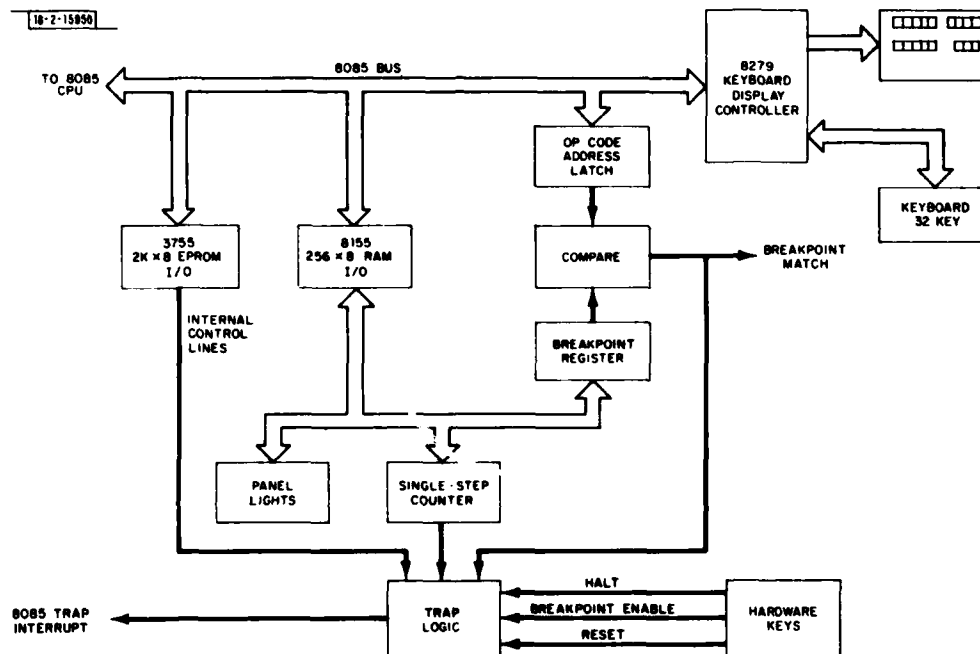 18-2-15950
TO 8085
CPU
8085 BUS
8279
KEYBOARD
DISPLAY
CONTROLLER
OP CODE
ADDRESS
LATCH
KEYBOARD
32 KEY
3755
2K × 8 EPROM
I/O
8155
256 × 8 RAM
I/O
COMPARE
BREAKPOINT
MATCH
INTERNAL
CONTROL
LINES
BREAKPOINT
REGISTER
PANEL
LIGHTS
SINGLE-STEP
COUNTER
8085 TRAP
INTERRUPT
TRAP
LOGIC
HALT
BREAKPOINT ENABLE
RESET
HARDWARE
KEYS